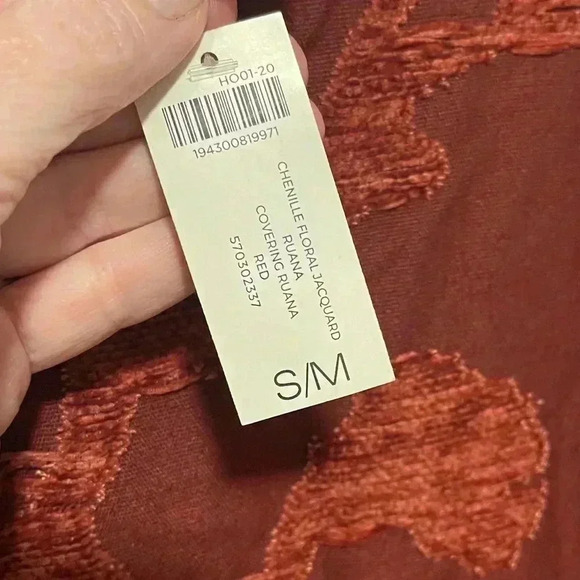 HO01-20
194300819971
CHENILLE FLORAL JACQUARD
RUANA
COVERING RUANA
RED
570302337
S/M